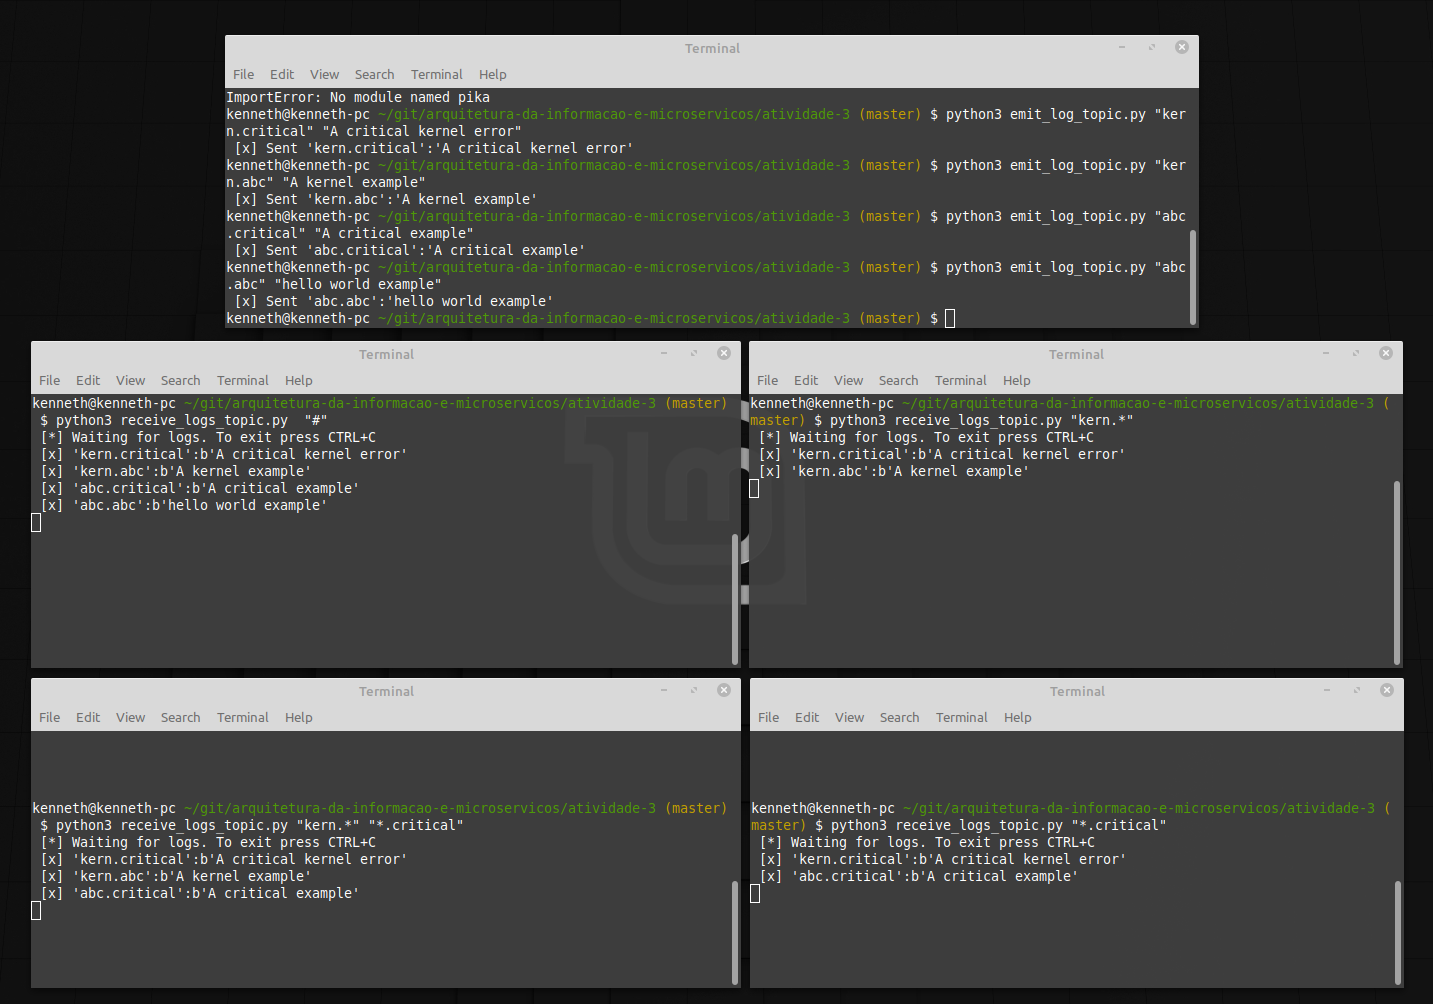 Terminal
File Edit View Search Terminal Help
ImportError: No module named pika
kenneth@kenneth-pc ~/git/arquitetura-da-informacao-e-microservicos/atividade-3 (master) $ python3 emit_log_topic.py "ker
n.critical" "A critical kernel error"
 [x] Sent 'kern.critical':'A critical kernel error'
kenneth@kenneth-pc ~/git/arquitetura-da-informacao-e-microservicos/atividade-3 (master) $ python3 emit_log_topic.py "ker
n.abc" "A kernel example"
 [x] Sent 'kern.abc':'A kernel example'
kenneth@kenneth-pc ~/git/arquitetura-da-informacao-e-microservicos/atividade-3 (master) $ python3 emit_log_topic.py "abc
.critical" "A critical example"
 [x] Sent 'abc.critical':'A critical example'
kenneth@kenneth-pc ~/git/arquitetura-da-informacao-e-microservicos/atividade-3 (master) $ python3 emit_log_topic.py "abc
.abc" "hello world example"
 [x] Sent 'abc.abc':'hello world example'
kenneth@kenneth-pc ~/git/arquitetura-da-informacao-e-microservicos/atividade-3 (master) $
Terminal
File Edit View Search Terminal Help
kenneth@kenneth-pc ~/git/arquitetura-da-informacao-e-microservicos/atividade-3 (master)
 $ python3 receive_logs_topic.py  "#"
 [*] Waiting for logs. To exit press CTRL+C
 [x] 'kern.critical':b'A critical kernel error'
 [x] 'kern.abc':b'A kernel example'
 [x] 'abc.critical':b'A critical example'
 [x] 'abc.abc':b'hello world example'
Terminal
File Edit View Search Terminal Help
kenneth@kenneth-pc ~/git/arquitetura-da-informacao-e-microservicos/atividade-3 (
master) $ python3 receive_logs_topic.py "kern.*"
 [*] Waiting for logs. To exit press CTRL+C
 [x] 'kern.critical':b'A critical kernel error'
 [x] 'kern.abc':b'A kernel example'
Terminal
File Edit View Search Terminal Help
kenneth@kenneth-pc ~/git/arquitetura-da-informacao-e-microservicos/atividade-3 (master)
 $ python3 receive_logs_topic.py "kern.*" "*.critical"
 [*] Waiting for logs. To exit press CTRL+C
 [x] 'kern.critical':b'A critical kernel error'
 [x] 'kern.abc':b'A kernel example'
 [x] 'abc.critical':b'A critical example'
Terminal
File Edit View Search Terminal Help
kenneth@kenneth-pc ~/git/arquitetura-da-informacao-e-microservicos/atividade-3 (
master) $ python3 receive_logs_topic.py "*.critical"
 [*] Waiting for logs. To exit press CTRL+C
 [x] 'kern.critical':b'A critical kernel error'
 [x] 'abc.critical':b'A critical example'